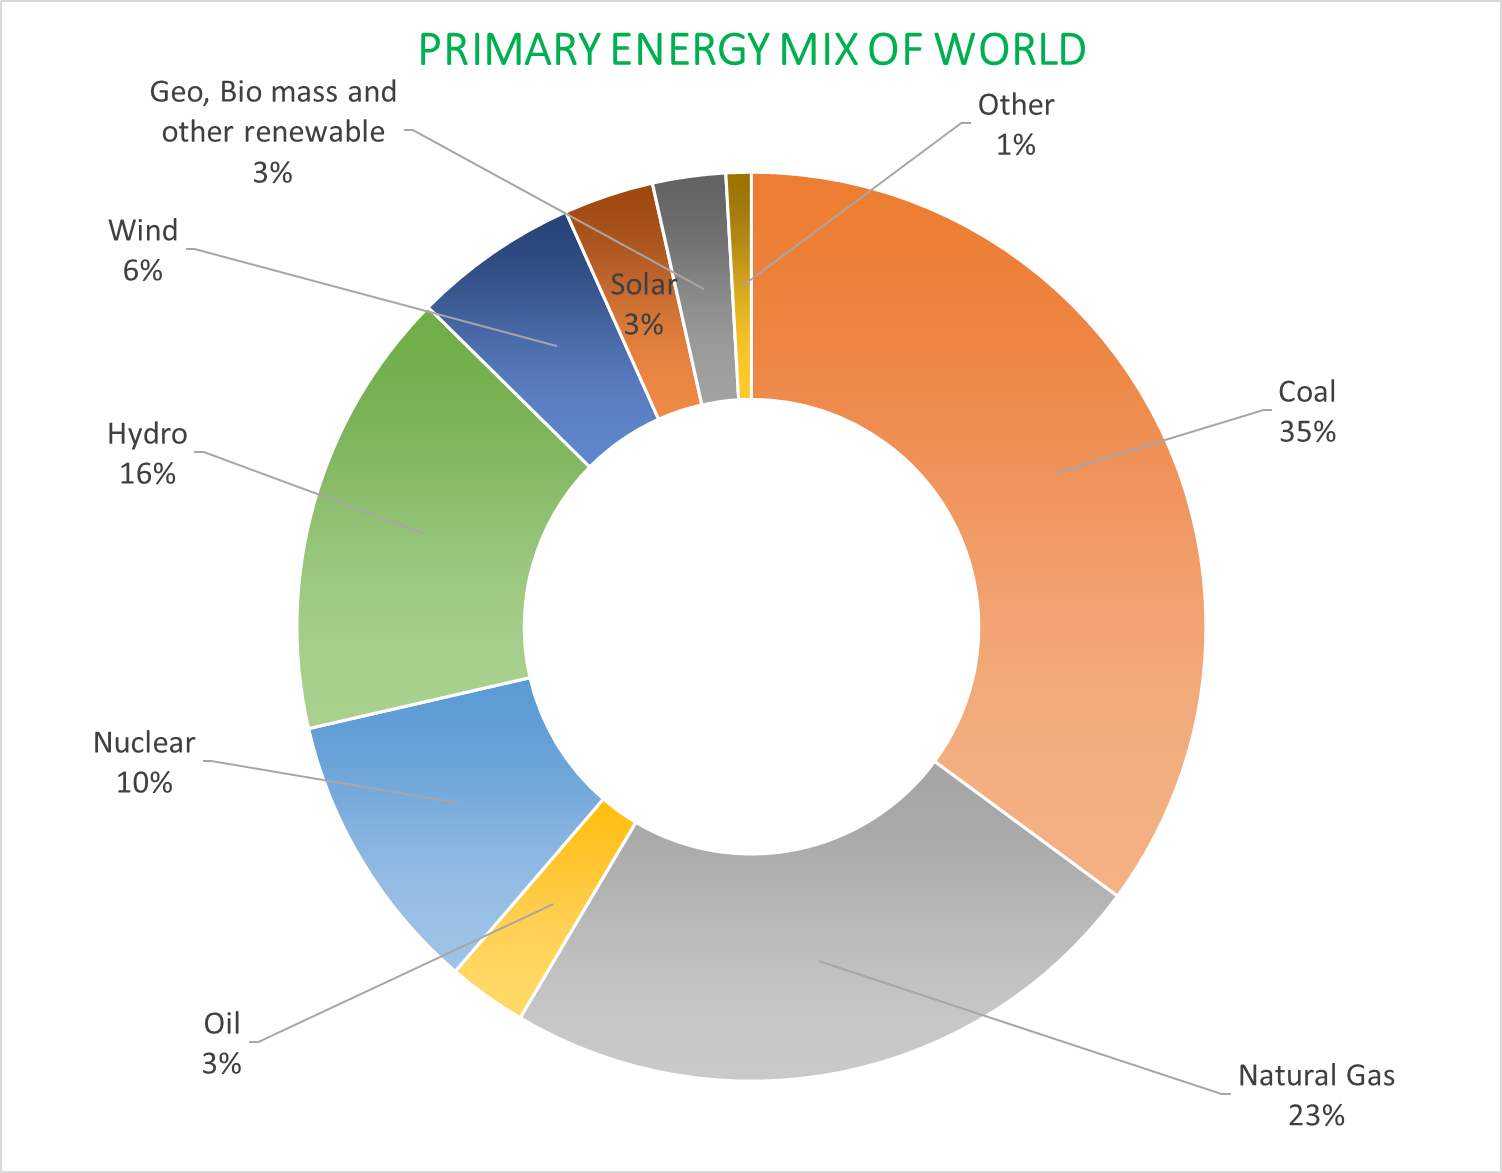 PRIMARY ENERGY MIX OF WORLD
Geo, Bio mass and
other renewable
3%
Other
1%
Wind
6%
Solar
3%
Coal
35%
Hydro
16%
Nuclear
10%
Oil
3%
Natural Gas
23%